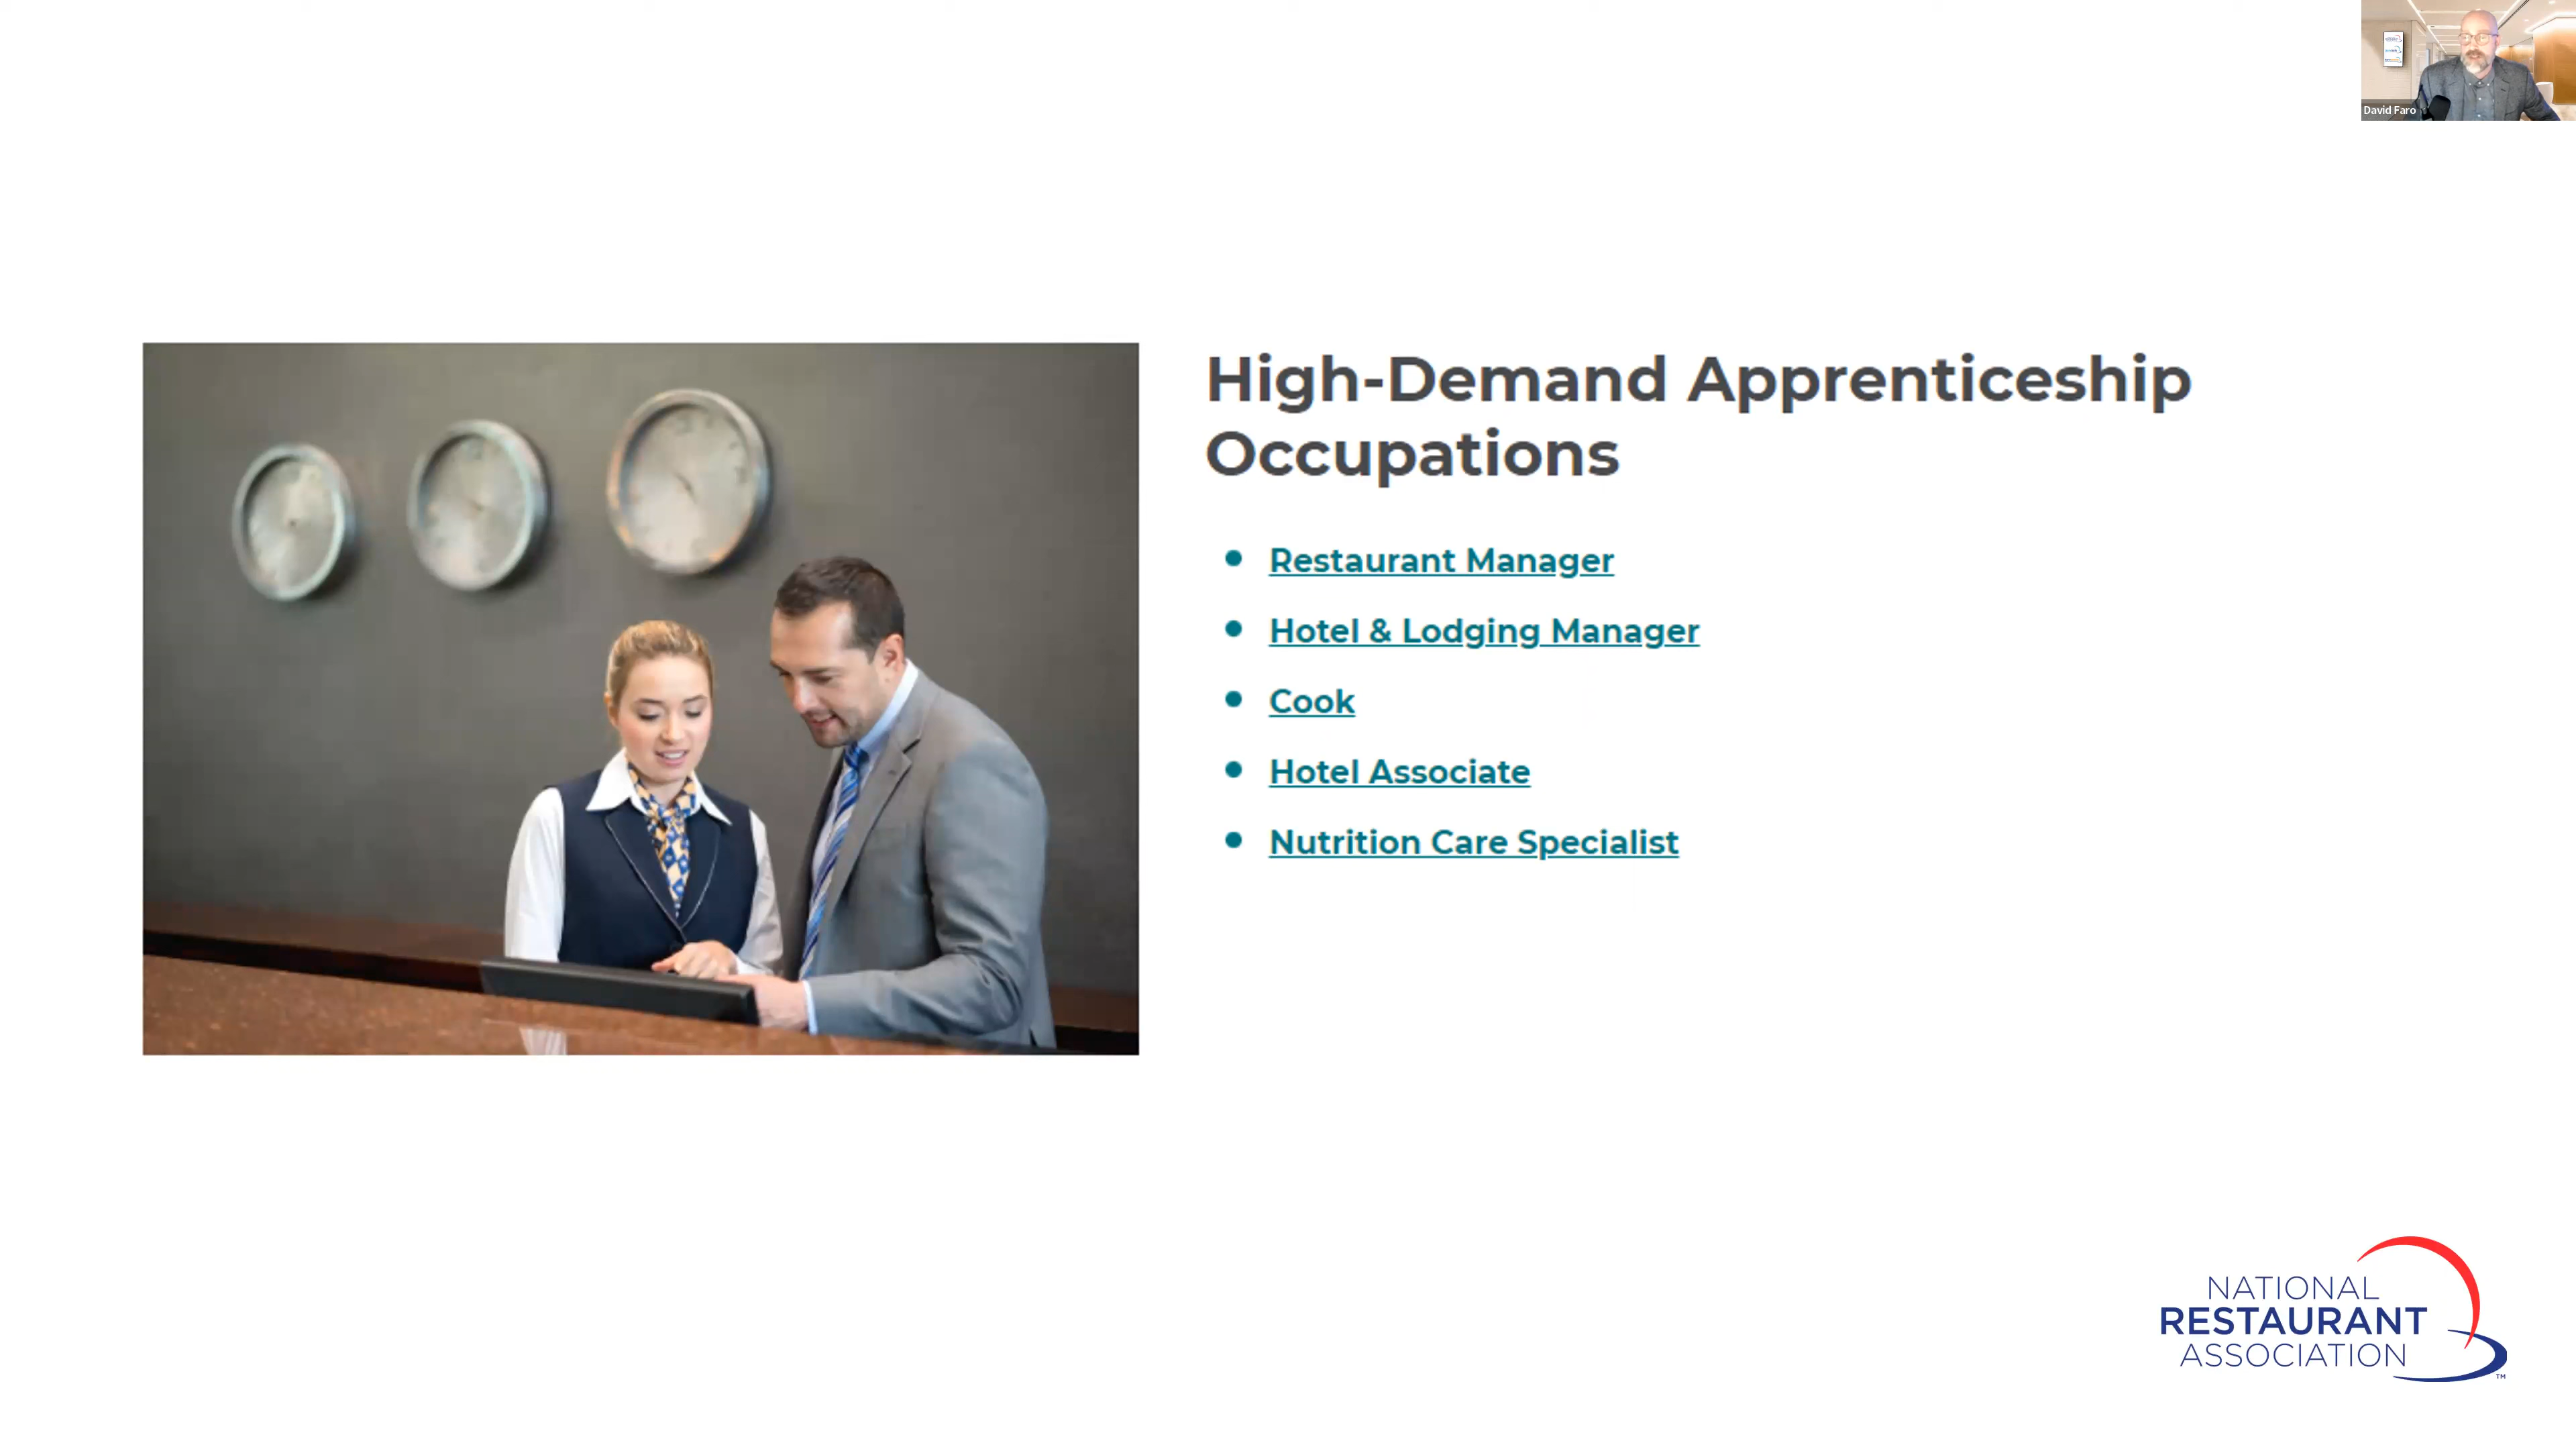 David Faro
High-Demand Apprenticeship
Occupations
Restaurant Manager
Hotel & Lodging Manager
Cook
Hotel Associate
Nutrition Care Specialist
NATIONAL
RESTAURANT
ASSOCIATION
TM